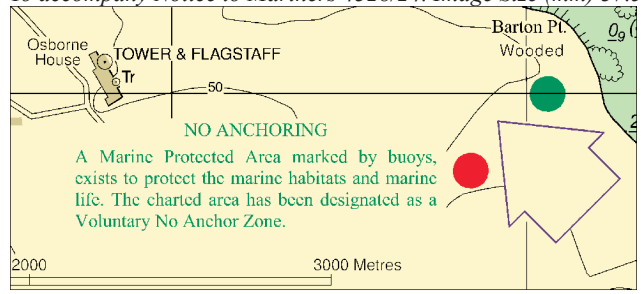 Barton Pt.
0₉ (
Osborne
House
TOWER & FLAGSTAFF
Wooded
Tr
50
NO ANCHORING
A Marine Protected Area marked by buoys,
exists to protect the marine habitats and marine
life. The charted area has been designated as a
Voluntary No Anchor Zone.
2000
3000 Metres